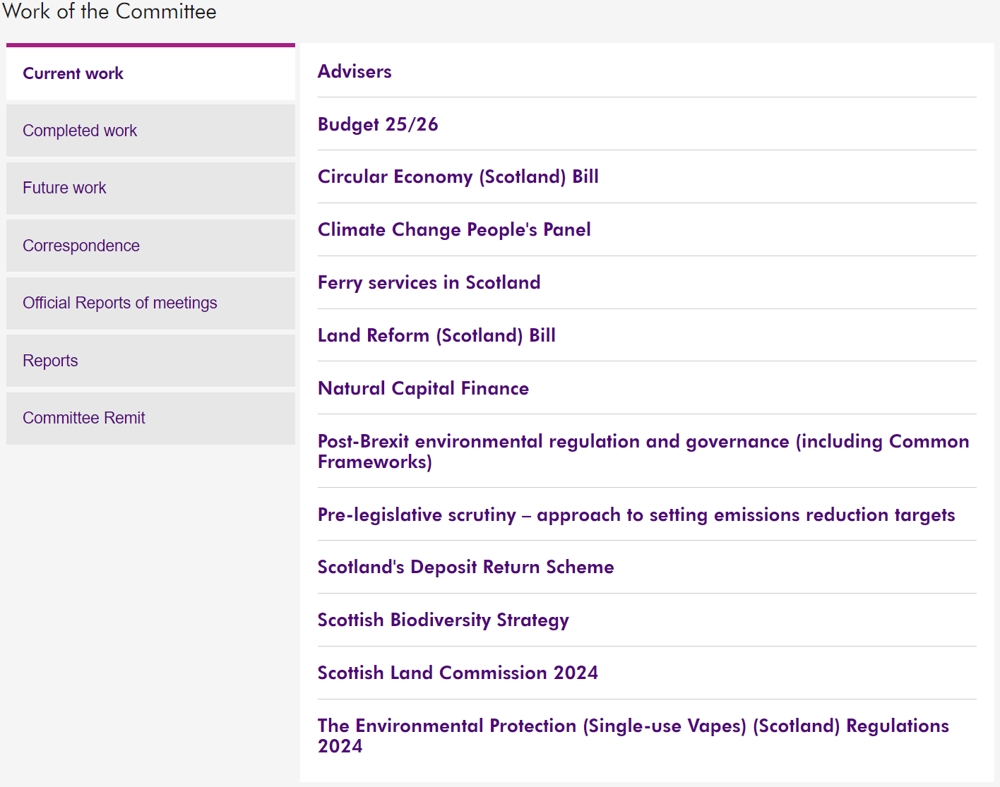 Work of the Committee
Current work
Completed work
Future work
Correspondence
Official Reports of meetings
Reports
Committee Remit
Advisers
Budget 25/26
Circular Economy (Scotland) Bill
Climate Change People's Panel
Ferry services in Scotland
Land Reform (Scotland) Bill
Natural Capital Finance
Post-Brexit environmental regulation and governance (including Common
Frameworks)
Pre-legislative scrutiny – approach to setting emissions reduction targets
Scotland's Deposit Return Scheme
Scottish Biodiversity Strategy
Scottish Land Commission 2024
The Environmental Protection (Single-use Vapes) (Scotland) Regulations
2024